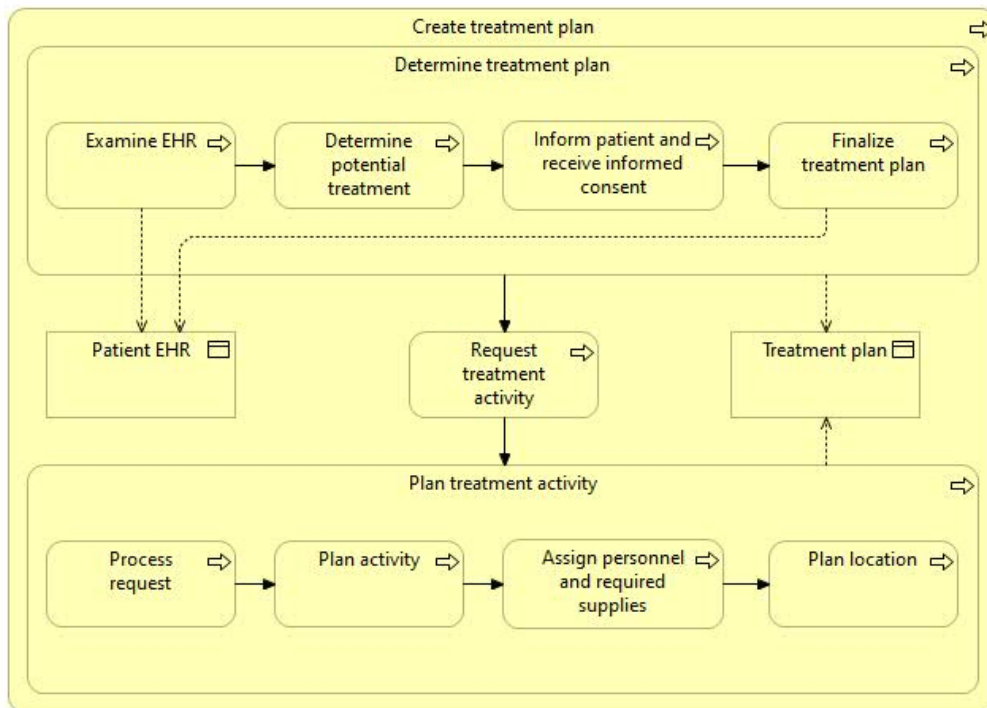 Create treatment plan
Determine treatment plan
Examine EHR
Determine
potential
treatment
Inform patient and
receive informed
consent
Finalize
treatment plan
Patient EHR
Request
treatment
activity
Treatment plan
Plan treatment activity
Process
request
Plan activity
Assign personnel
and required
supplies
Plan location